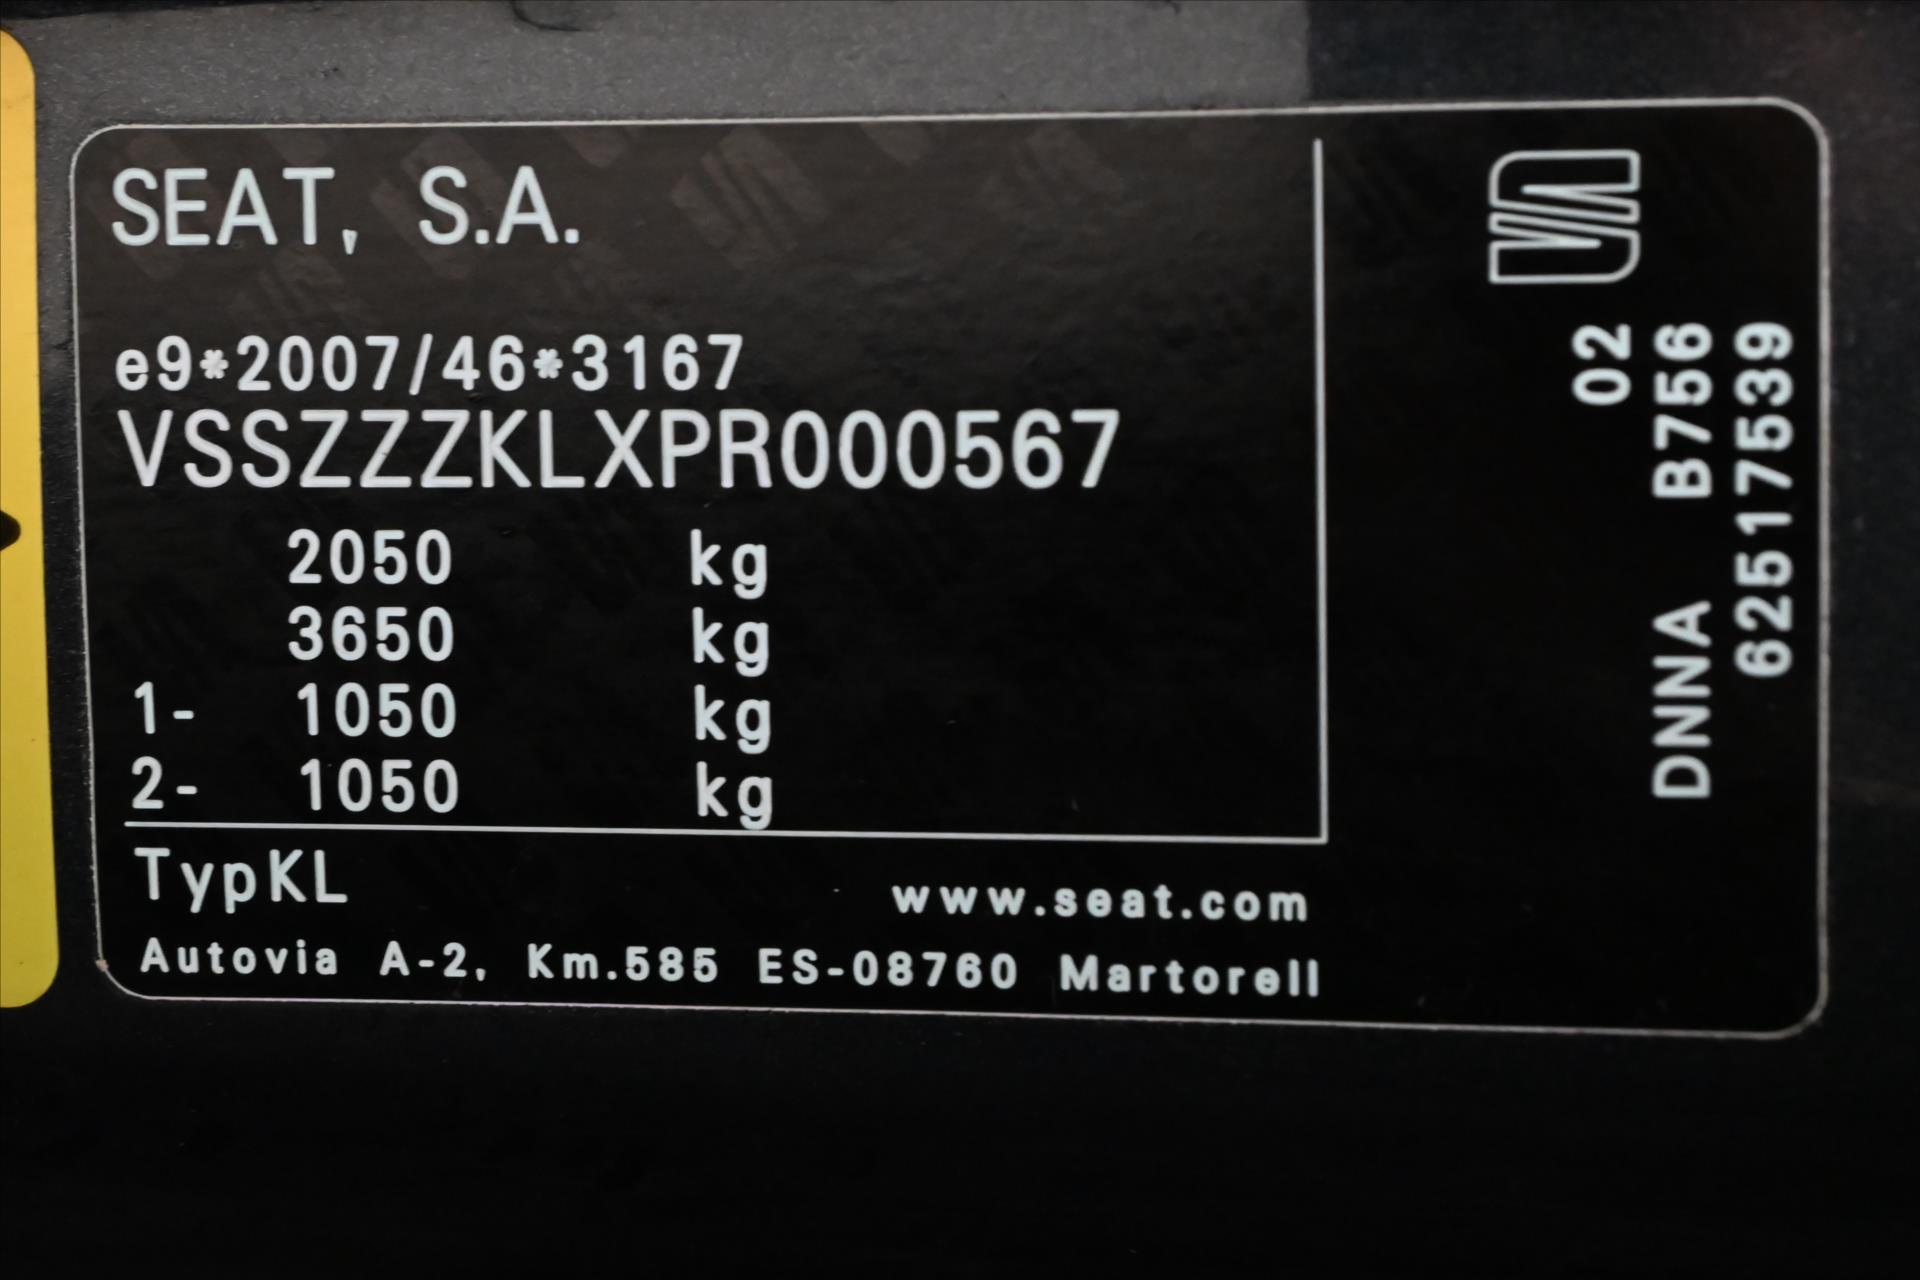 SEAT, S.A.
e9*2007/46*3167
VSSZZZKLXPR000567
2050 kg
3650 kg
1- 1050 kg
2- 1050 kg
TypKL
www.seat.com
Autovia A-2, Km.585 ES-08760 Martorell
02
DNNA B756
62517539